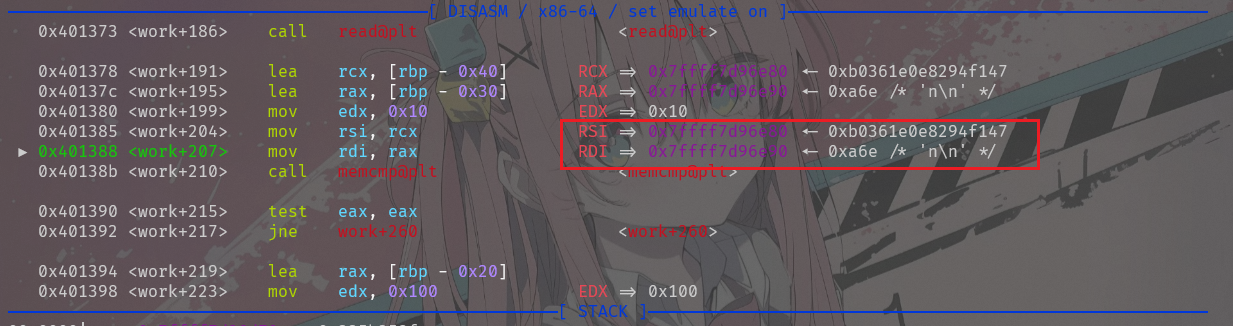 [ DISASM / x86-64 / set emulate on ]
0x401373 <work+186> call read@plt <read@plt>
0x401378 <work+191> lea rcx, [rbp - 0x40] RCX => 0x7ffff7d96e80 ← 0xb0361e0e8294f147
0x40137c <work+195> lea rax, [rbp - 0x30] RAX => 0x7ffff7d96e90 ← 0xa6e /* 'n\n' */
0x401380 <work+199> mov edx, 0x10 EDX => 0x10
0x401385 <work+204> mov rsi, rcx RSI => 0x7ffff7d96e80 ← 0xb0361e0e8294f147
► 0x401388 <work+207> mov rdi, rax RDI => 0x7ffff7d96e90 ← 0xa6e /* 'n\n' */
0x40138b <work+210> call memcmp@plt <memcmp@plt>
0x401390 <work+215> test eax, eax
0x401392 <work+217> jne work+260 <work+260>
0x401394 <work+219> lea rax, [rbp - 0x20]
0x401398 <work+223> mov edx, 0x100 EDX => 0x100
[ STACK ]